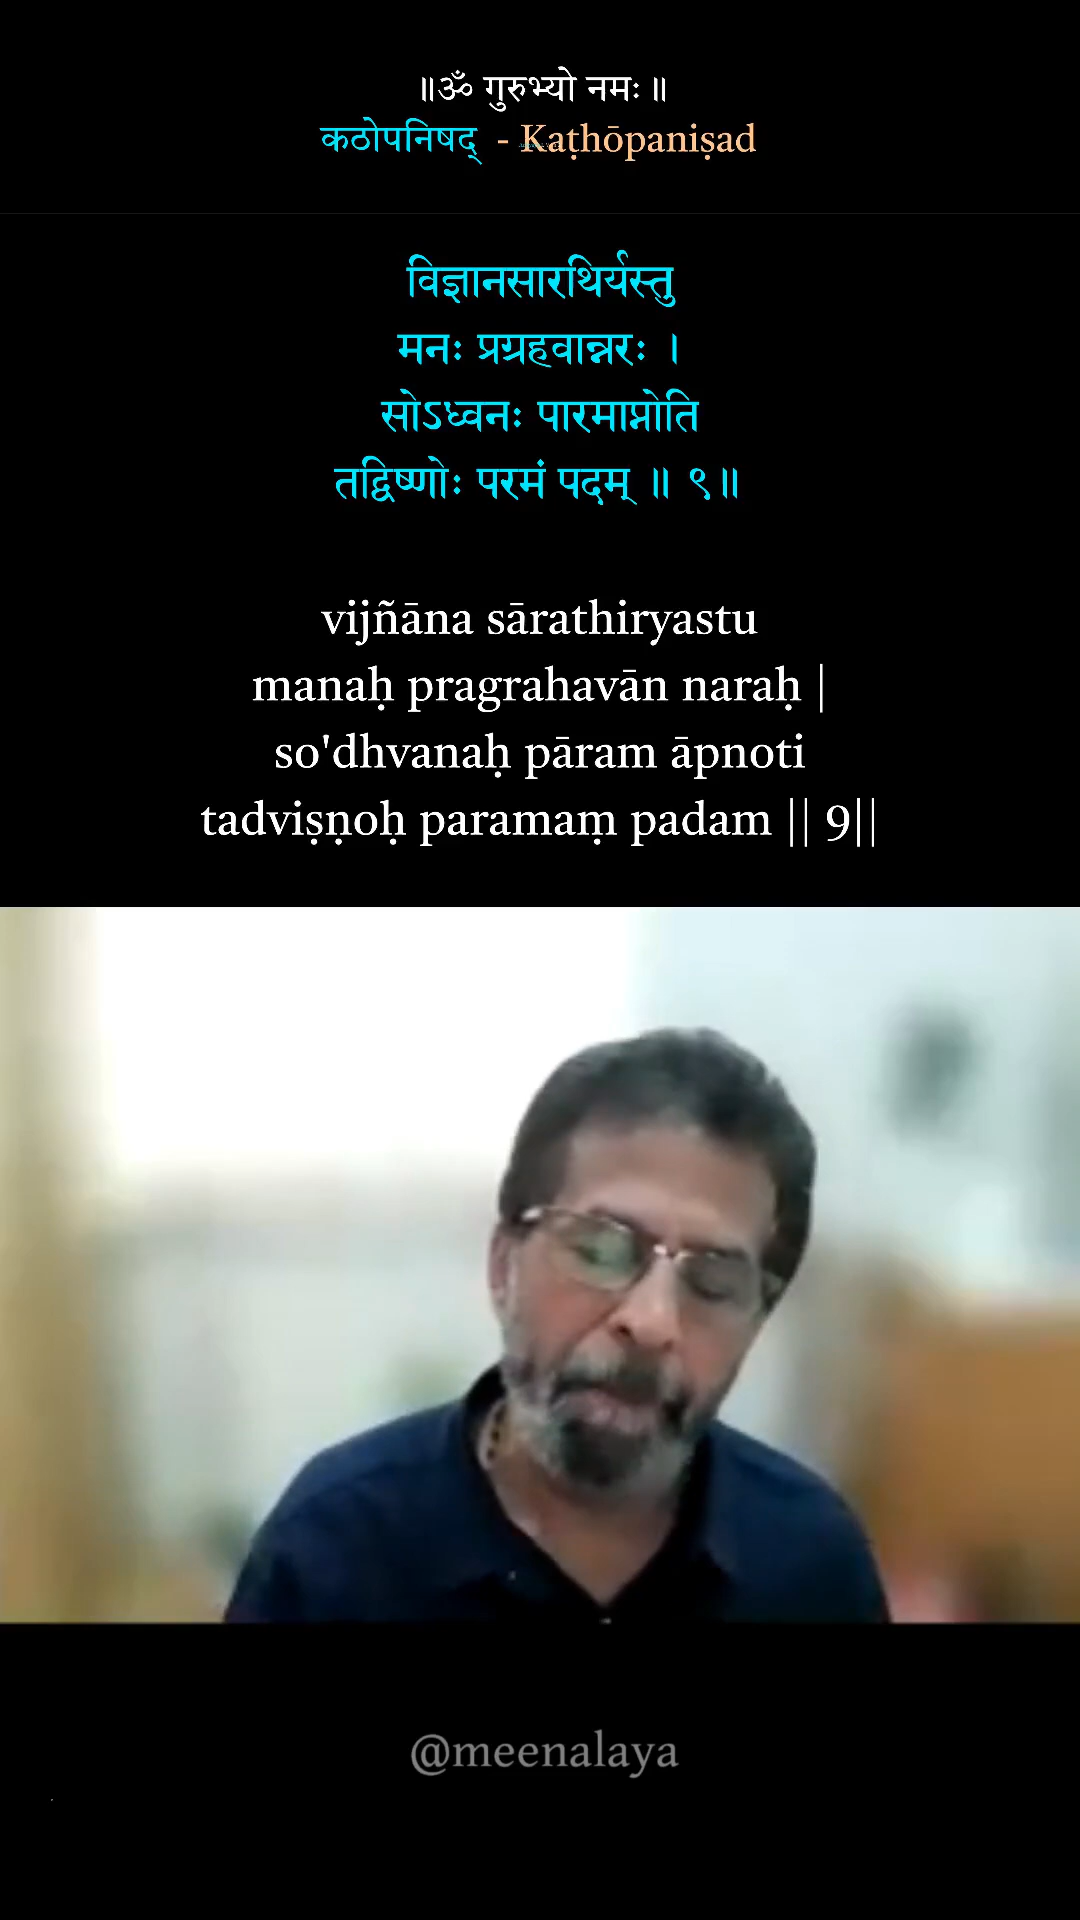 ॥ॐ गुरुभ्यो नमः॥
कठोपनिषद् - Kaṭhōpaniṣad
विज्ञानसारथिर्यस्तु
मनः प्रग्रहवान्नरः ।
सोऽध्वनः पारमाप्नोति
तद्विष्णोः परमं पदम् ॥ ९॥
vijñāna sārathiryastu
manaḥ pragrahavān naraḥ |
so'dhvanaḥ pāram āpnoti
tadviṣṇoḥ paramaṃ padam || 9||
@meenalaya